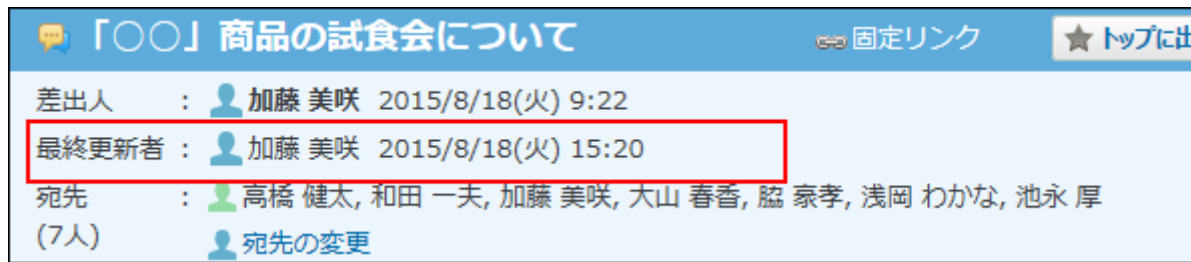 「○○」商品の試食会について 固定リンク トップに出
差出人 : 加藤 美咲 2015/8/18(火) 9:22
最終更新者 : 加藤 美咲 2015/8/18(火) 15:20
宛先 : 高橋 健太, 和田 一夫, 加藤 美咲, 大山 春香, 脇 豪孝, 浅岡 わかな, 池永 厚
(7人) 宛先の変更